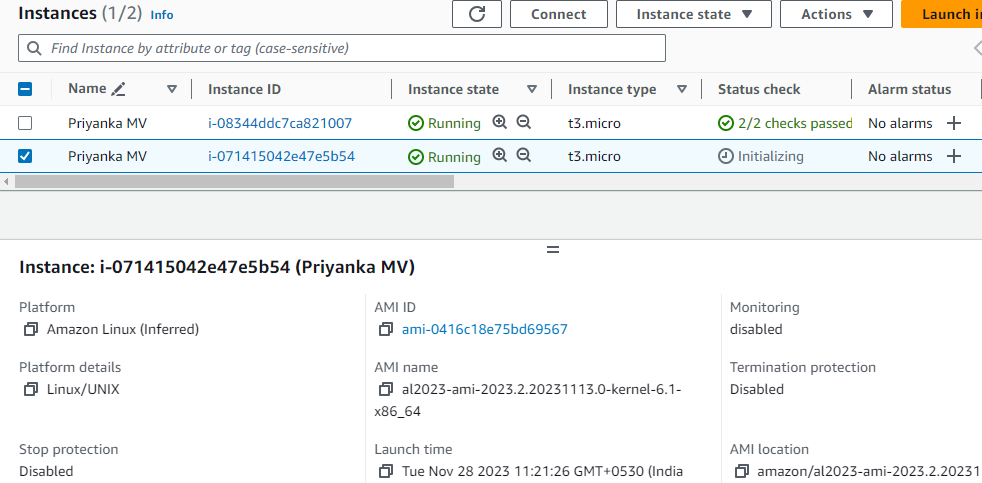 Instances (1/2) Info
Connect
Instance state
Actions
Launch in
Find Instance by attribute or tag (case-sensitive)
Name Instance ID Instance state Instance type Status check Alarm status
Priyanka MV i-08344ddc7ca821007 Running t3.micro 2/2 checks passed No alarms
Priyanka MV i-071415042e47e5b54 Running t3.micro Initializing No alarms
Instance: i-071415042e47e5b54 (Priyanka MV)
Platform AMI ID Monitoring
Amazon Linux (Inferred) ami-0416c18e75bd69567 disabled
Platform details AMI name Termination protection
Linux/UNIX al2023-ami-2023.2.20231113.0-kernel-6.1- Disabled
x86_64
Stop protection Launch time AMI location
Disabled Tue Nov 28 2023 11:21:26 GMT+0530 (India amazon/al2023-ami-2023.2.20231